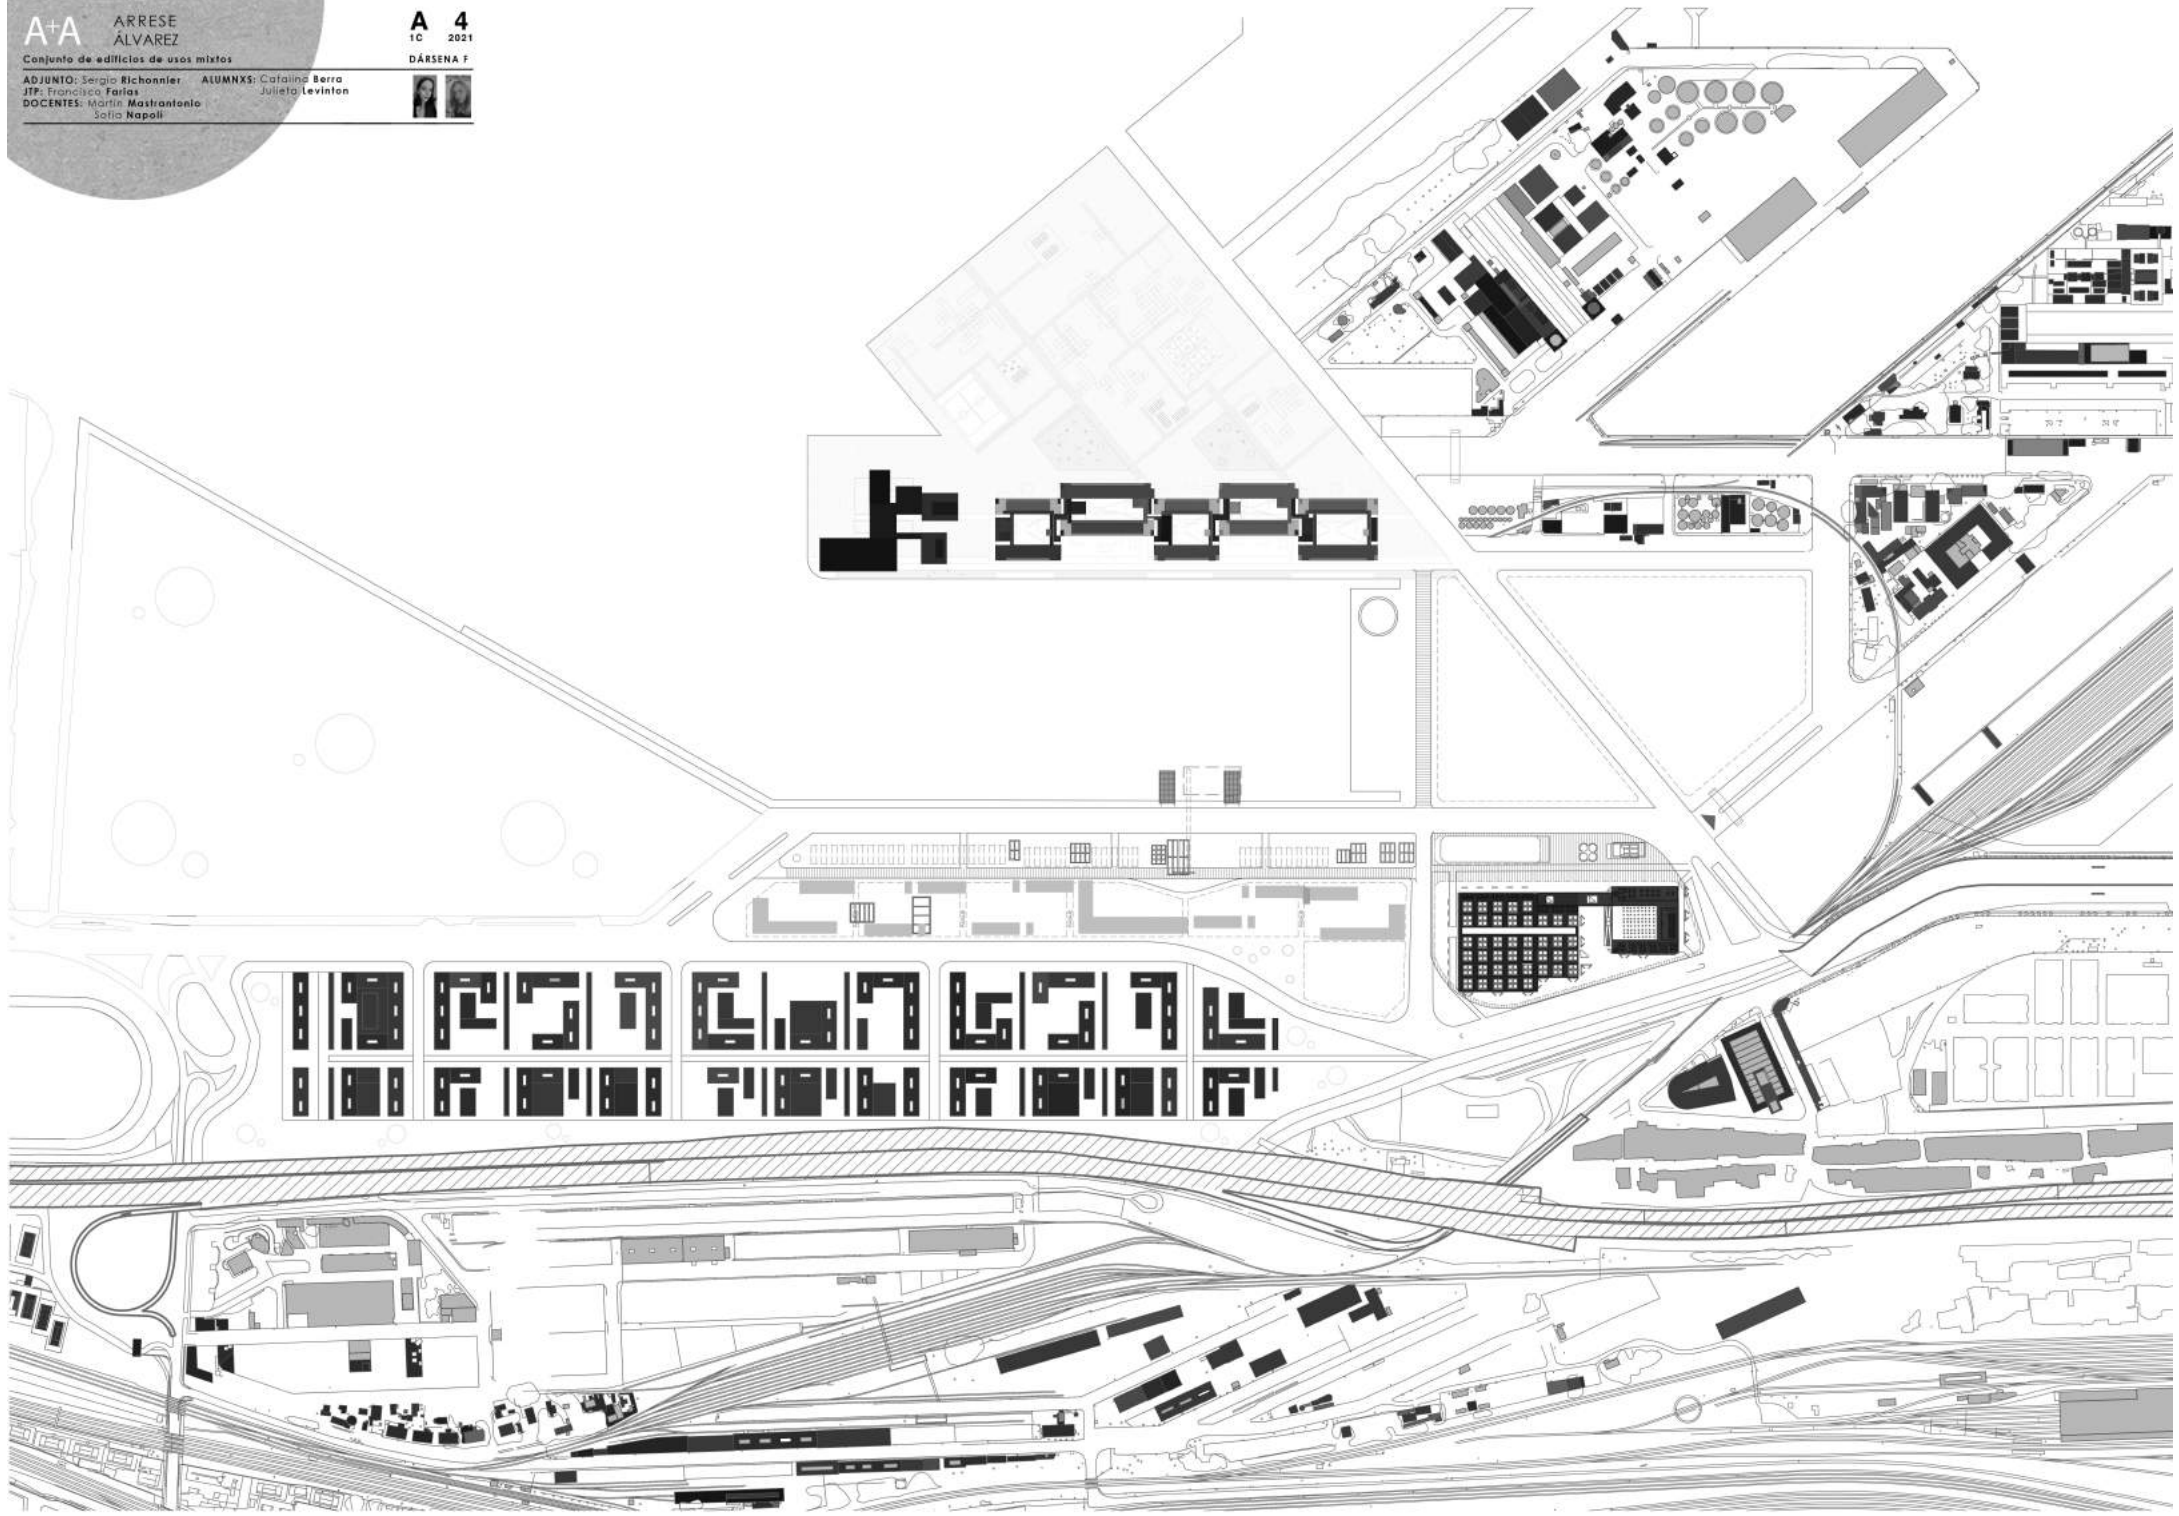 A+A
ARRESE
ÁLVAREZ
A 4
1C 2021
Conjunto de edificios de usos mixtos
DÁRSENA F
ADJUNTO: Sergio Richonnier ALUMNXS: Catalina Berra
JTP: Francisco Farias Julieta Levinton
DOCENTES: Martín Mastrantonio
Sofía Napoli